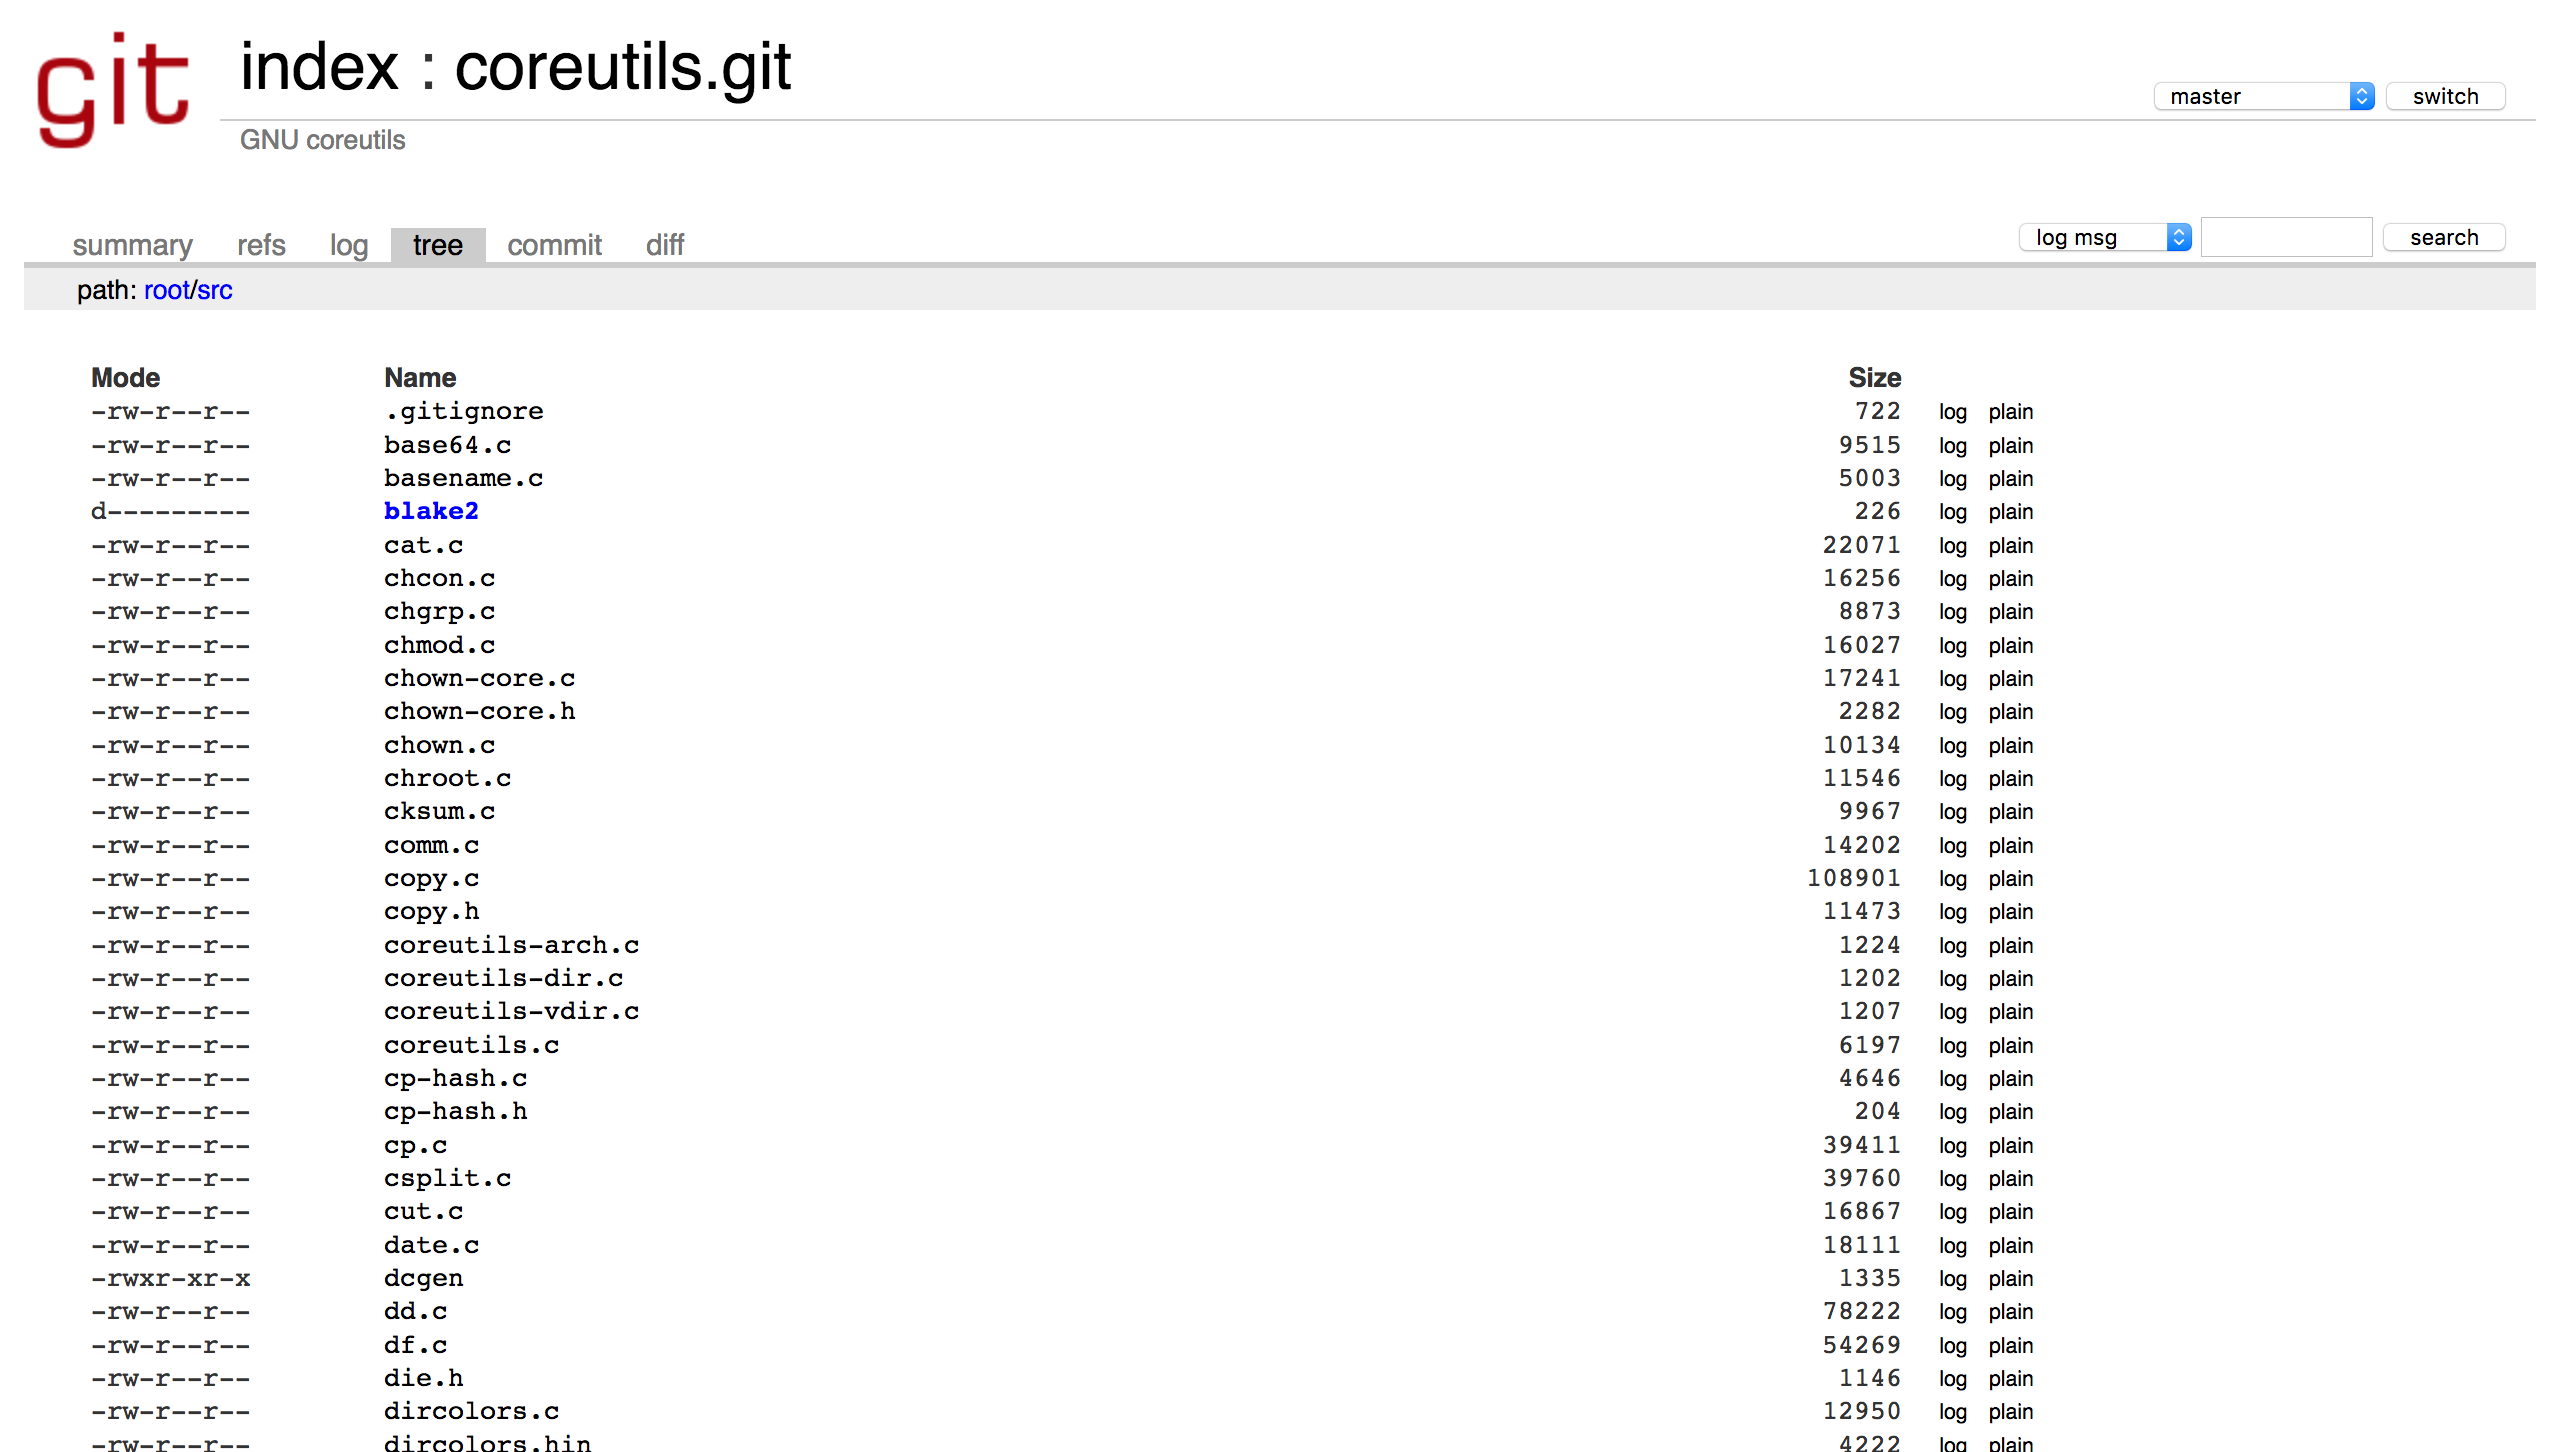 git
index : coreutils.git
master switch
GNU coreutils
summary refs log tree commit diff log msg search
path: root/src
Mode Name Size
-rw-r--r-- .gitignore 722 log plain
-rw-r--r-- base64.c 9515 log plain
-rw-r--r-- basename.c 5003 log plain
d--------- blake2 226 log plain
-rw-r--r-- cat.c 22071 log plain
-rw-r--r-- chcon.c 16256 log plain
-rw-r--r-- chgrp.c 8873 log plain
-rw-r--r-- chmod.c 16027 log plain
-rw-r--r-- chown-core.c 17241 log plain
-rw-r--r-- chown-core.h 2282 log plain
-rw-r--r-- chown.c 10134 log plain
-rw-r--r-- chroot.c 11546 log plain
-rw-r--r-- cksum.c 9967 log plain
-rw-r--r-- comm.c 14202 log plain
-rw-r--r-- copy.c 108901 log plain
-rw-r--r-- copy.h 11473 log plain
-rw-r--r-- coreutils-arch.c 1224 log plain
-rw-r--r-- coreutils-dir.c 1202 log plain
-rw-r--r-- coreutils-vdir.c 1207 log plain
-rw-r--r-- coreutils.c 6197 log plain
-rw-r--r-- cp-hash.c 4646 log plain
-rw-r--r-- cp-hash.h 204 log plain
-rw-r--r-- cp.c 39411 log plain
-rw-r--r-- csplit.c 39760 log plain
-rw-r--r-- cut.c 16867 log plain
-rw-r--r-- date.c 18111 log plain
-rwxr-xr-x dcgen 1335 log plain
-rw-r--r-- dd.c 78222 log plain
-rw-r--r-- df.c 54269 log plain
-rw-r--r-- die.h 1146 log plain
-rw-r--r-- dircolors.c 12950 log plain
-rw-r--r-- dircolors.hin 4222 log plain